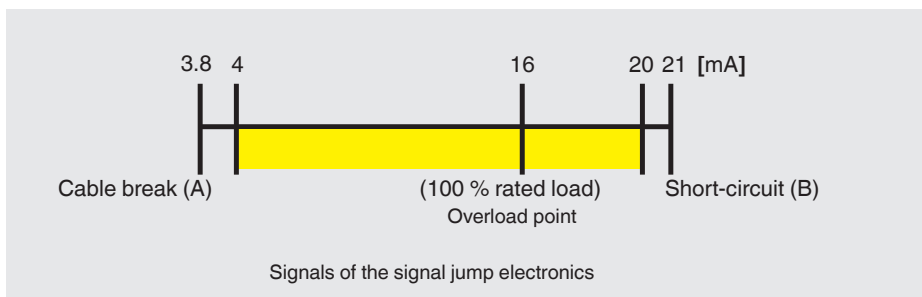 3.8 4 16 20 21 [mA]
Cable break (A) (100 % rated load) Short-circuit (B)
Overload point
Signals of the signal jump electronics